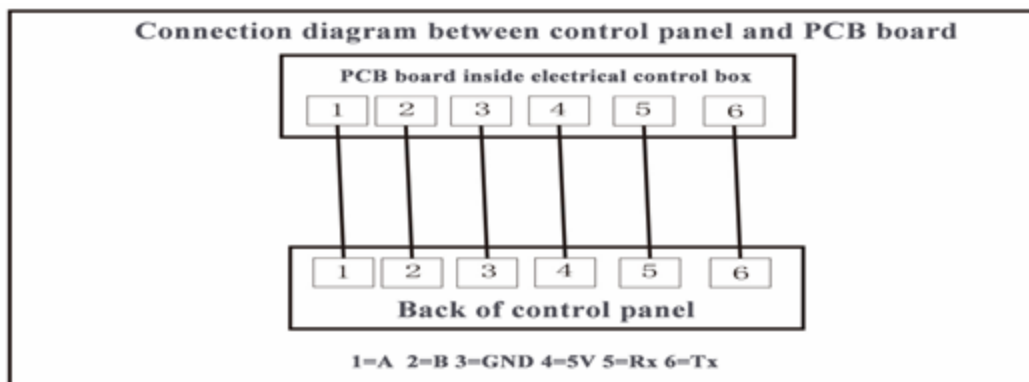 Connection diagram between control panel and PCB board
PCB board inside electrical control box
1 2 3 4 5 6
1 2 3 4 5 6
Back of control panel
1=A 2=B 3=GND 4=5V 5=Rx 6=Tx